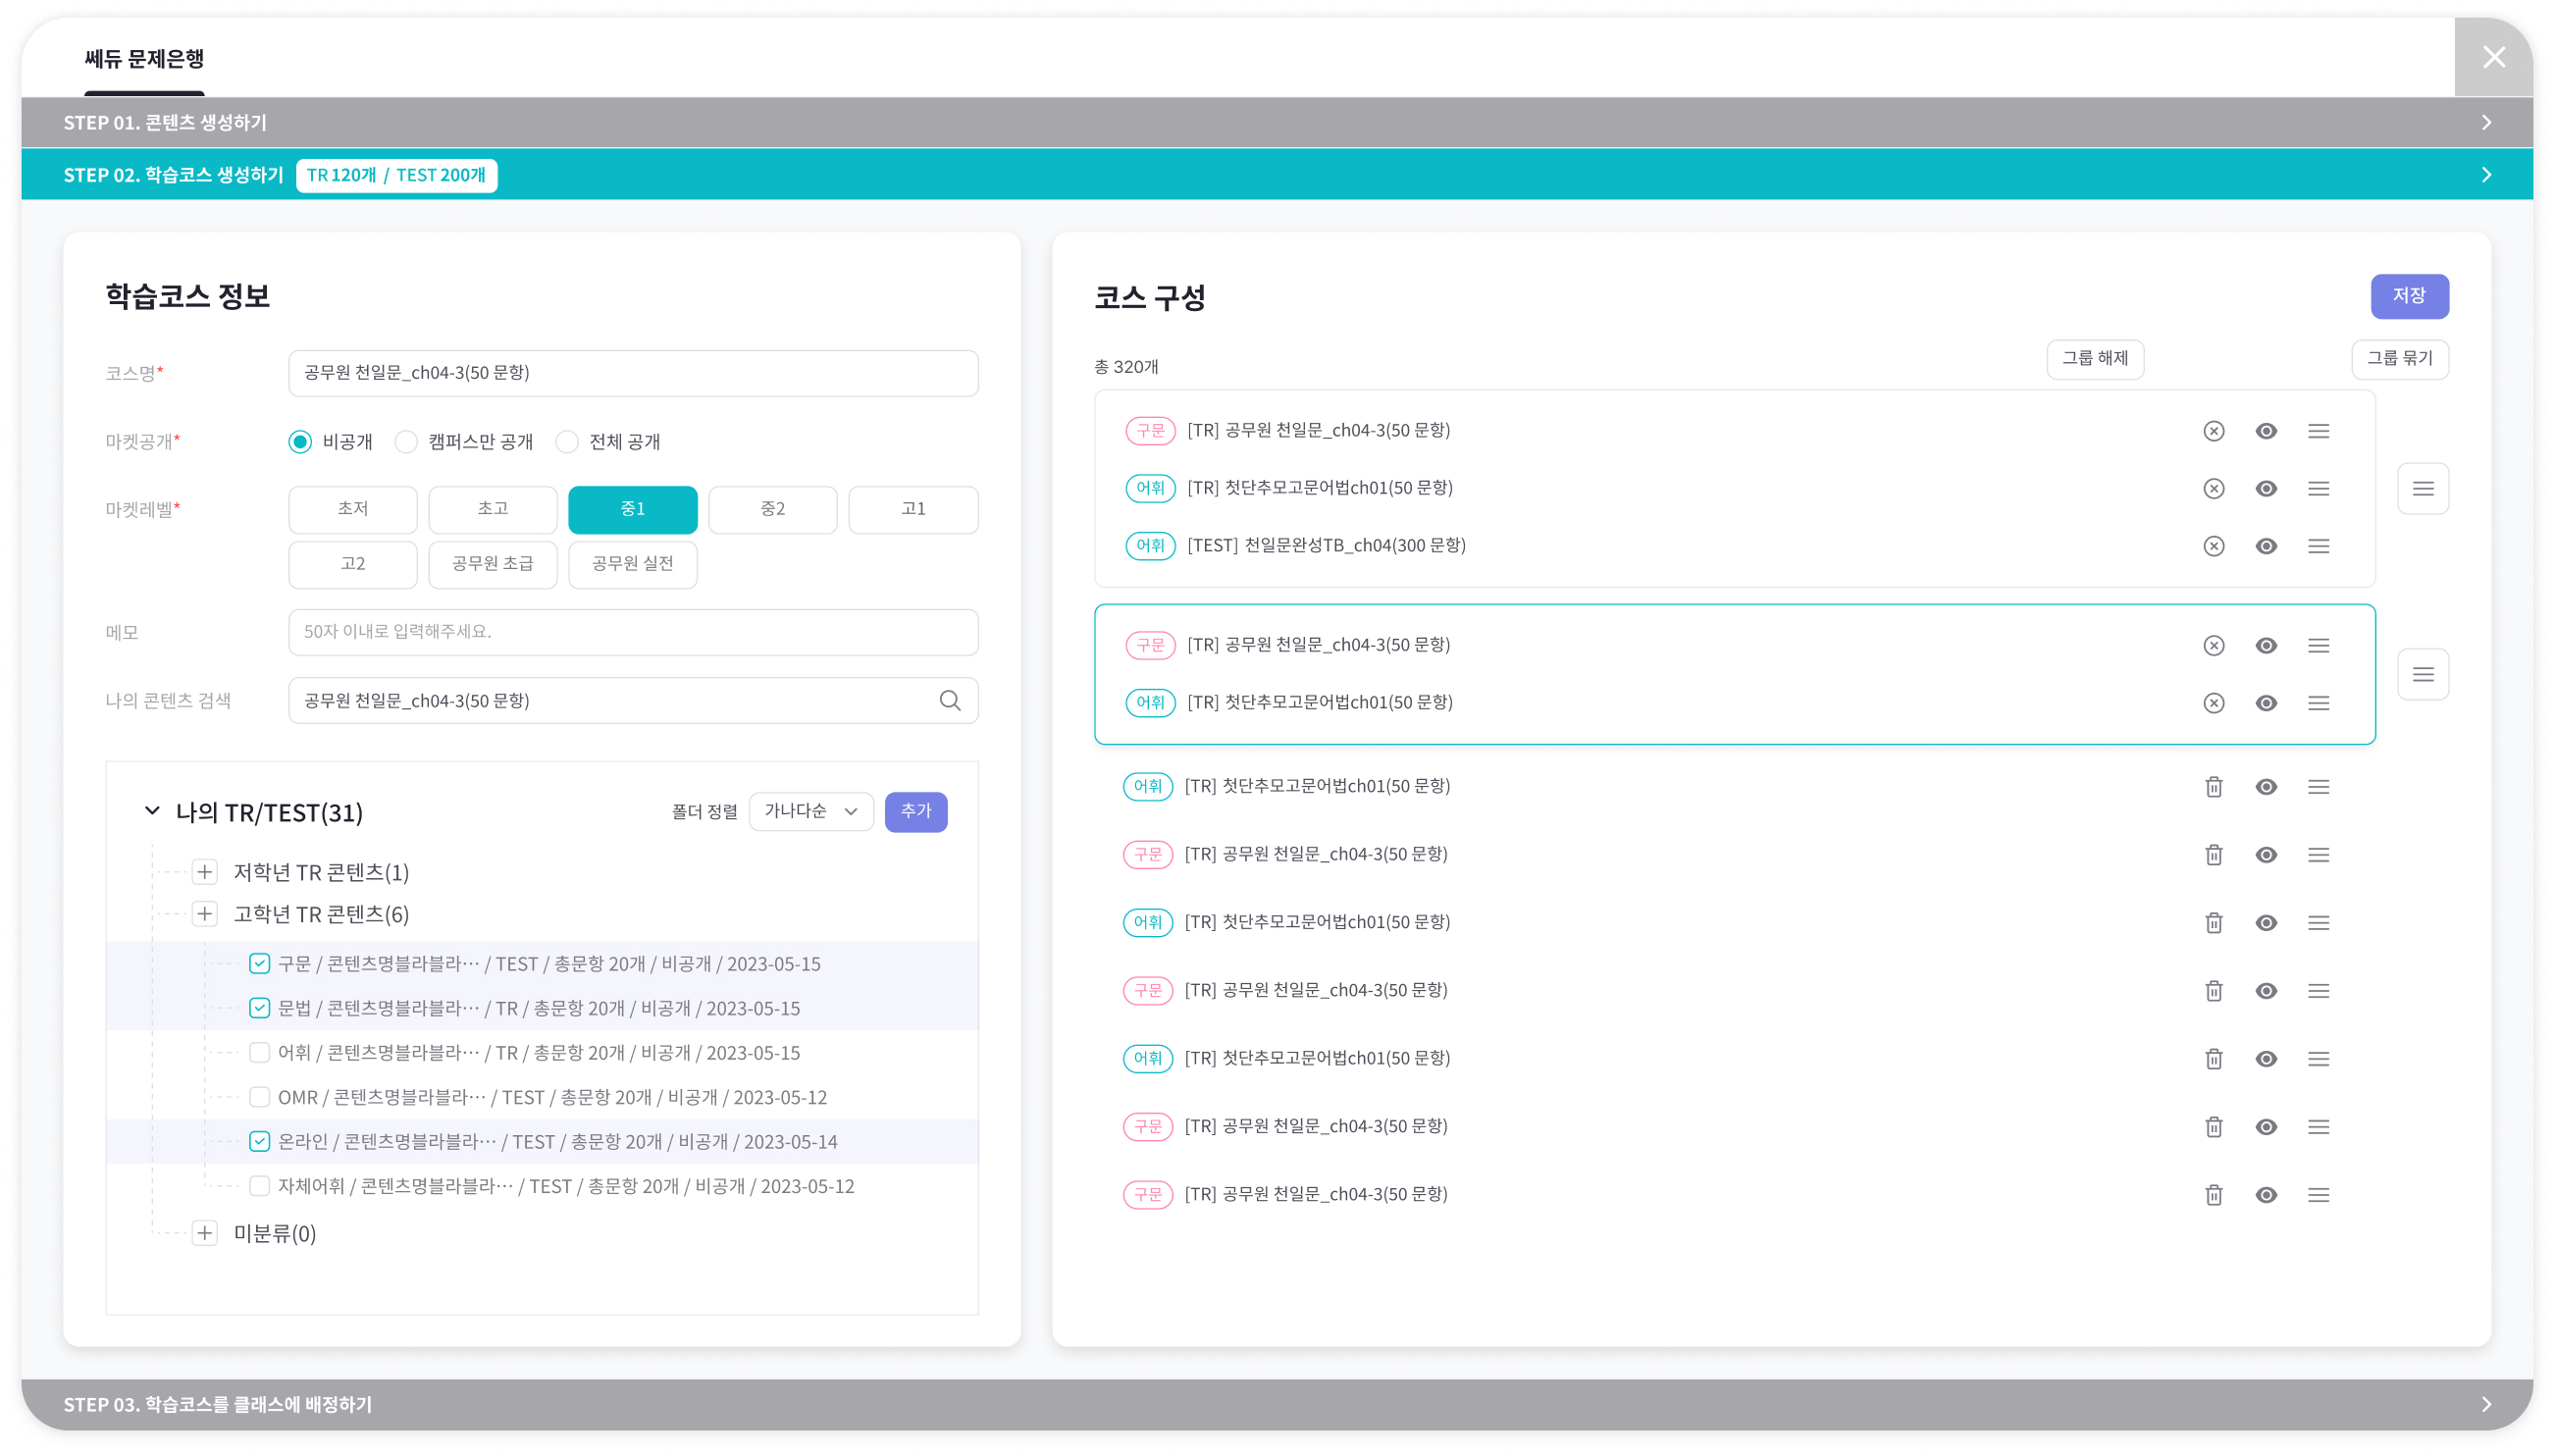 쎄듀 문제은행
STEP 01. 콘텐츠 생성하기
STEP 02. 학습코스 생성하기 TR 120개 / TEST 200개
학습코스 정보
코스명* 공무원 천일문_ch04-3(50 문항)
마켓공개* 비공개 캠퍼스만 공개 전체 공개
마켓레벨* 초저 초고 중1 중2 고1
고2 공무원 초급 공무원 실전
메모 50자 이내로 입력해주세요.
나의 콘텐츠 검색 공무원 천일문_ch04-3(50 문항)
나의 TR/TEST(31) 폴더 정렬 가나다순 추가
저학년 TR 콘텐츠(1)
고학년 TR 콘텐츠(6)
구문 / 콘텐츠명블라블라··· / TEST / 총문항 20개 / 비공개 / 2023-05-15
문법 / 콘텐츠명블라블라··· / TR / 총문항 20개 / 비공개 / 2023-05-15
어휘 / 콘텐츠명블라블라··· / TR / 총문항 20개 / 비공개 / 2023-05-15
OMR / 콘텐츠명블라블라··· / TEST / 총문항 20개 / 비공개 / 2023-05-12
온라인 / 콘텐츠명블라블라··· / TEST / 총문항 20개 / 비공개 / 2023-05-14
자체어휘 / 콘텐츠명블라블라··· / TEST / 총문항 20개 / 비공개 / 2023-05-12
미분류(0)
코스 구성 저장
총 320개 그룹 해제 그룹 묶기
구문 [TR] 공무원 천일문_ch04-3(50 문항)
어휘 [TR] 첫단추모고문어법ch01(50 문항)
어휘 [TEST] 천일문완성TB_ch04(300 문항)
구문 [TR] 공무원 천일문_ch04-3(50 문항)
어휘 [TR] 첫단추모고문어법ch01(50 문항)
어휘 [TR] 첫단추모고문어법ch01(50 문항)
구문 [TR] 공무원 천일문_ch04-3(50 문항)
어휘 [TR] 첫단추모고문어법ch01(50 문항)
구문 [TR] 공무원 천일문_ch04-3(50 문항)
어휘 [TR] 첫단추모고문어법ch01(50 문항)
구문 [TR] 공무원 천일문_ch04-3(50 문항)
구문 [TR] 공무원 천일문_ch04-3(50 문항)
STEP 03. 학습코스를 클래스에 배정하기